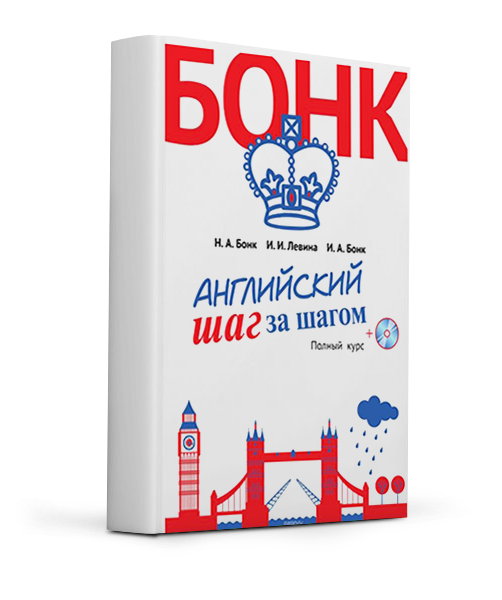 БОНК
Н. А. Бонк И. И. Левина И. А. Бонк
АНГЛИЙСКИЙ
шаг за шагом
+
Полный курс